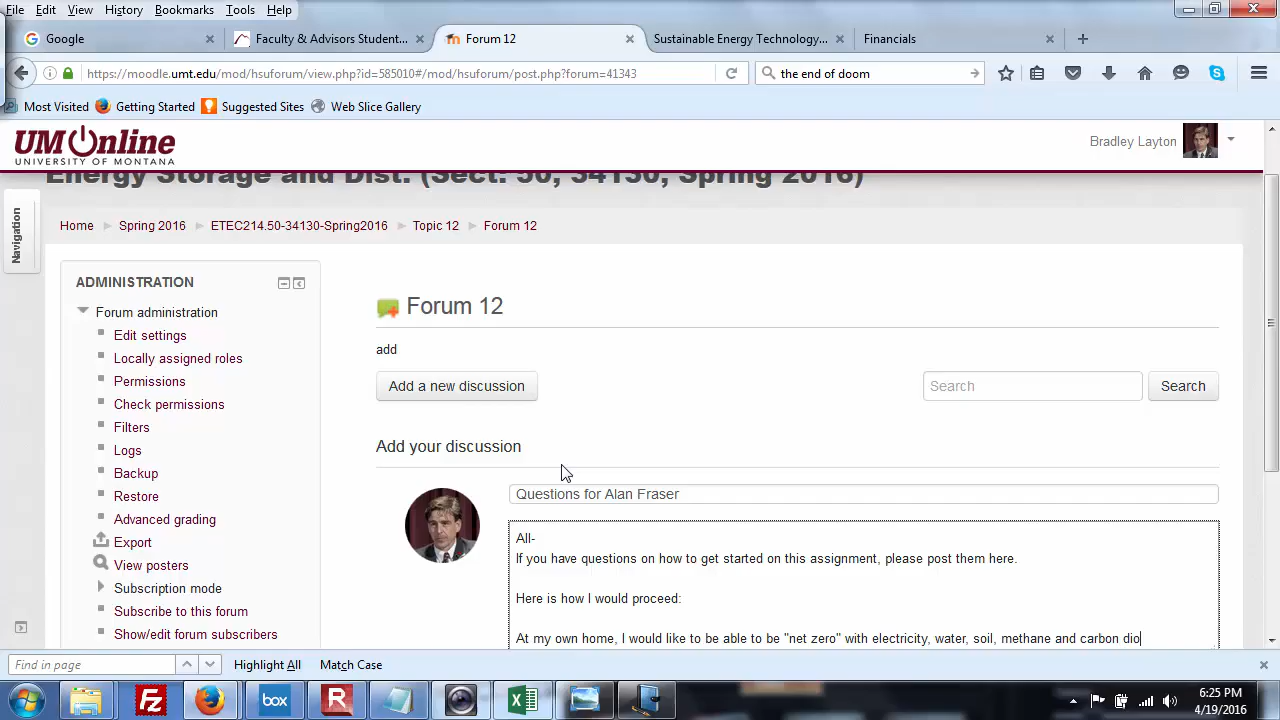 File Edit View History Bookmarks Tools Help
Google
Faculty & Advisors Student...
Forum 12
Sustainable Energy Technology...
Financials
https://moodle.umt.edu/mod/hsuforum/view.php?id=585010#/mod/hsuforum/post.php?forum=41343
the end of doom
Most Visited Getting Started Suggested Sites Web Slice Gallery
UM Online
UNIVERSITY OF MONTANA
Bradley Layton
Energy Storage and Dist. (Sect. 50, 34130, Spring 2016)
Navigation
Home Spring 2016 ETEC214.50-34130-Spring2016 Topic 12 Forum 12
ADMINISTRATION
Forum administration
Edit settings
Locally assigned roles
Permissions
Check permissions
Filters
Logs
Backup
Restore
Advanced grading
Export
View posters
Subscription mode
Subscribe to this forum
Show/edit forum subscribers
Forum 12
add
Add a new discussion
Search
Search
Add your discussion
Questions for Alan Fraser
All-
If you have questions on how to get started on this assignment, please post them here.
Here is how I would proceed:
At my own home, I would like to be able to be "net zero" with electricity, water, soil, methane and carbon dio
Find in page
Highlight All Match Case
box
6:25 PM
4/19/2016